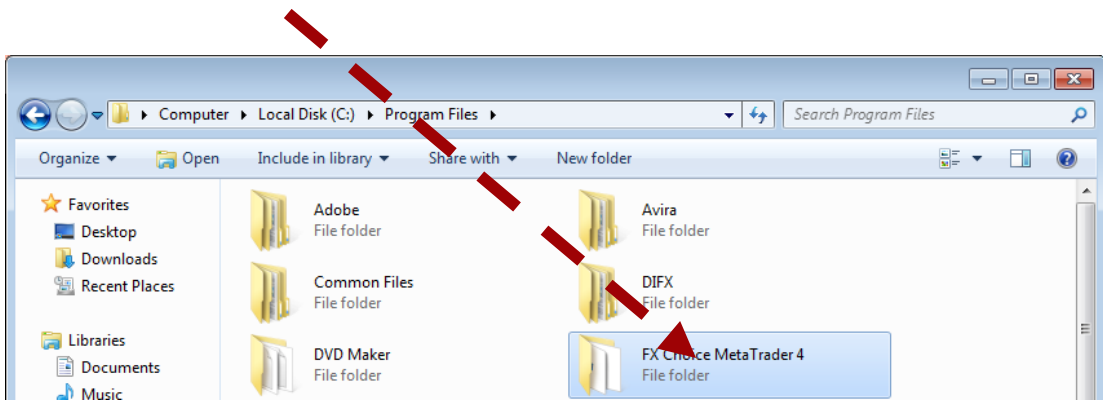 Computer ▸ Local Disk (C:) ▸ Program Files ▸
Search Program Files
Organize Open Include in library Share with New folder
Favorites
Desktop
Downloads
Recent Places
Libraries
Documents
Music
Adobe
File folder
Avira
File folder
Common Files
File folder
DIFX
File folder
DVD Maker
File folder
FX Choice MetaTrader 4
File folder